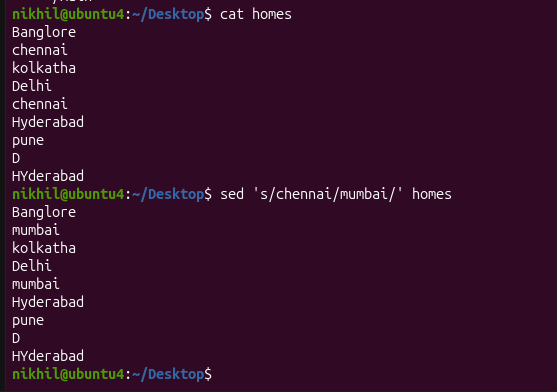 nikhil@ubuntu4:~/Desktop$ cat homes
Banglore
chennai
kolkatha
Delhi
chennai
Hyderabad
pune
D
HYderabad
nikhil@ubuntu4:~/Desktop$ sed 's/chennai/mumbai/' homes
Banglore
mumbai
kolkatha
Delhi
mumbai
Hyderabad
pune
D
HYderabad
nikhil@ubuntu4:~/Desktop$